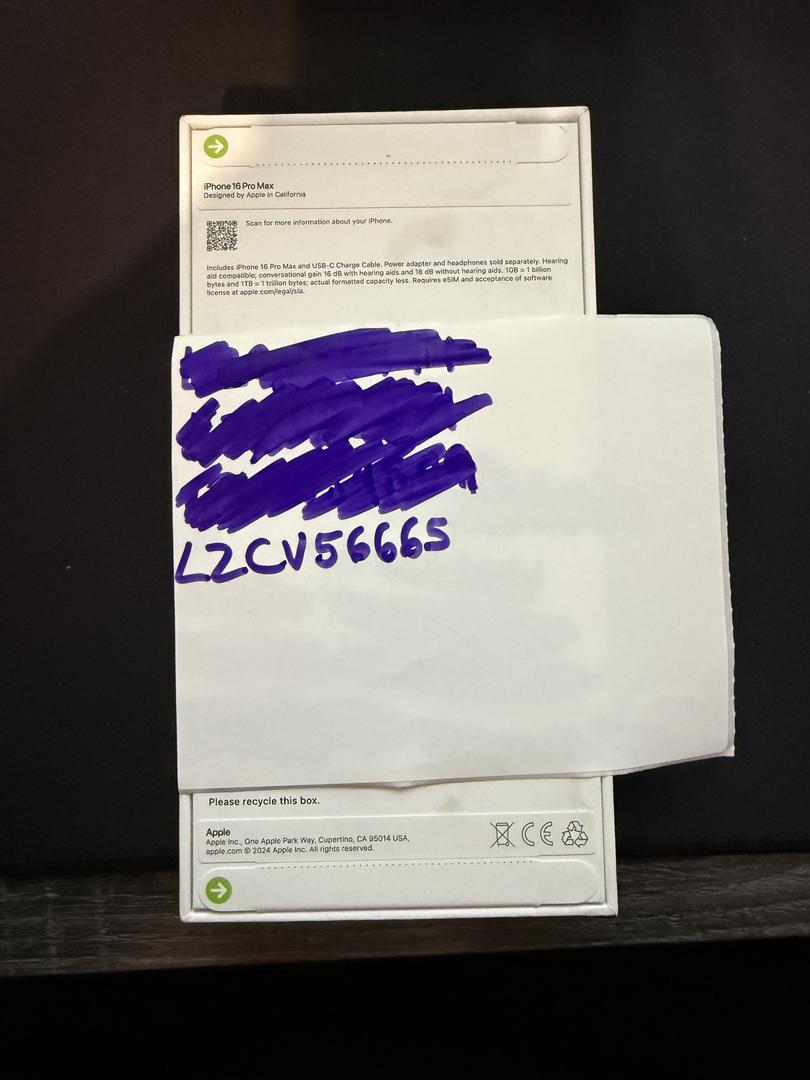 iPhone 16 Pro Max
Designed by Apple in California
Scan for more information about your iPhone.
Includes iPhone 16 Pro Max and USB-C Charge Cable. Power adapter and headphones sold separately. Hearing
aid compatible; conversational gain 16 dB with hearing aids and 18 dB without hearing aids. 1GB = 1 billion
bytes and 1TB = 1 trillion bytes; actual formatted capacity less. Requires eSIM and acceptance of software
license at apple.com/legal/sla.
LZCV56665
Please recycle this box.
Apple
Apple Inc., One Apple Park Way, Cupertino, CA 95014 USA,
apple.com © 2024 Apple Inc. All rights reserved.